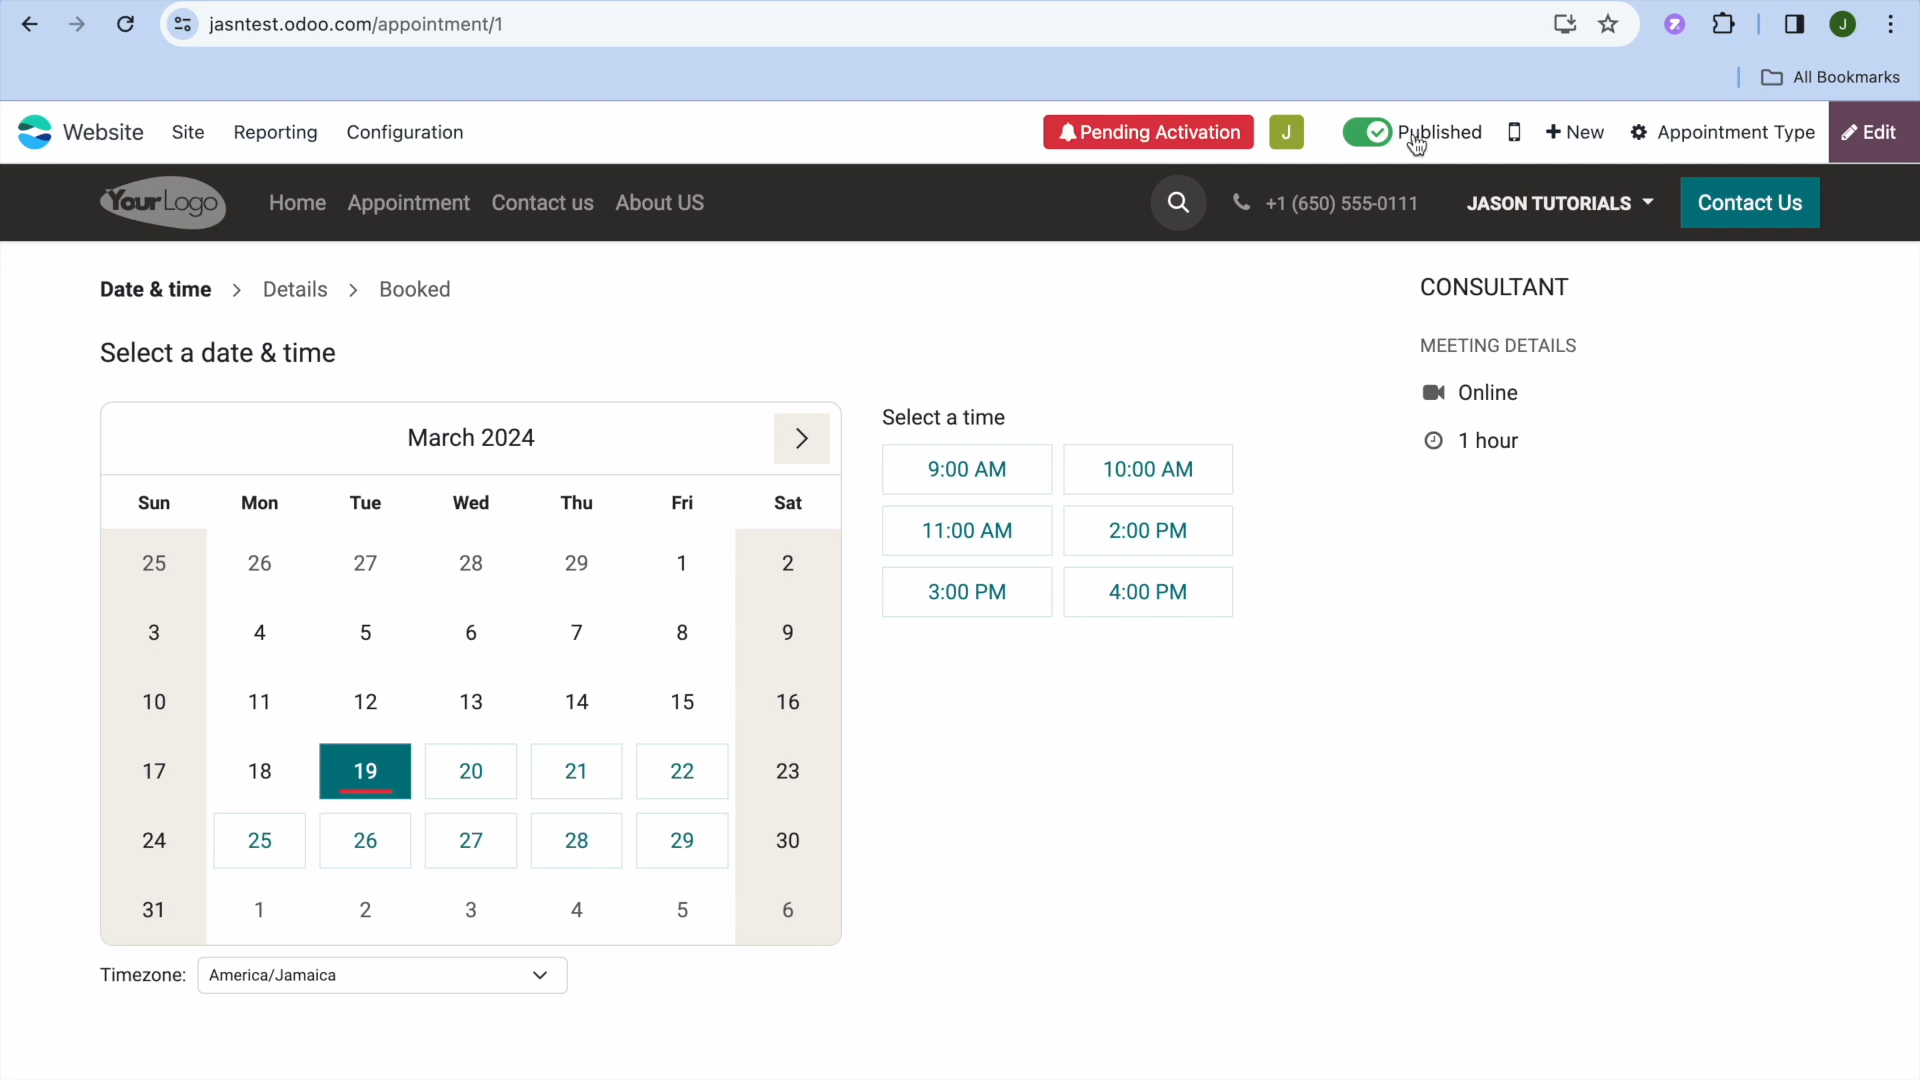 jasntest.odoo.com/appointment/1
J
All Bookmarks
Website Site Reporting Configuration Pending Activation J Published + New Appointment Type Edit
YourLogo Home Appointment Contact us About US +1 (650) 555-0111 JASON TUTORIALS Contact Us
Date & time > Details > Booked
Select a date & time
March 2024
Sun Mon Tue Wed Thu Fri Sat
25 26 27 28 29 1 2
3 4 5 6 7 8 9
10 11 12 13 14 15 16
17 18 19 20 21 22 23
24 25 26 27 28 29 30
31 1 2 3 4 5 6
Timezone: America/Jamaica
Select a time
9:00 AM 10:00 AM
11:00 AM 2:00 PM
3:00 PM 4:00 PM
CONSULTANT
MEETING DETAILS
Online
1 hour